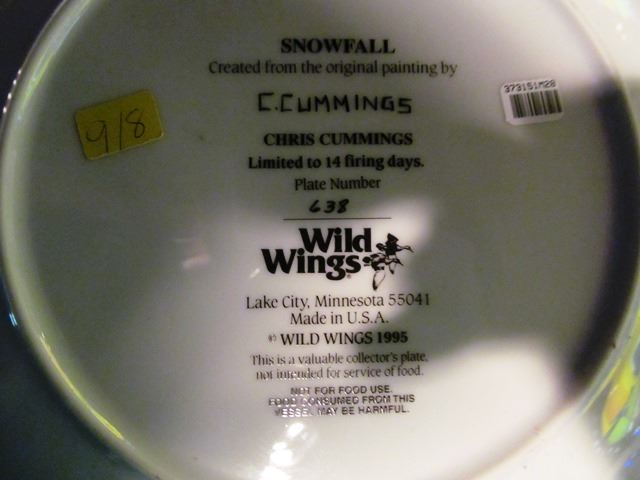 SNOWFALL
Created from the original painting by
C.CUMMINGS
373151M28
918
CHRIS CUMMINGS
Limited to 14 firing days.
Plate Number
638
Wild
Wings®
Lake City, Minnesota 55041
Made in U.S.A.
© WILD WINGS 1995
This is a valuable collector's plate,
not intended for service of food.
NOT FOR FOOD USE.
FOOD CONSUMED FROM THIS
VESSEL MAY BE HARMFUL.